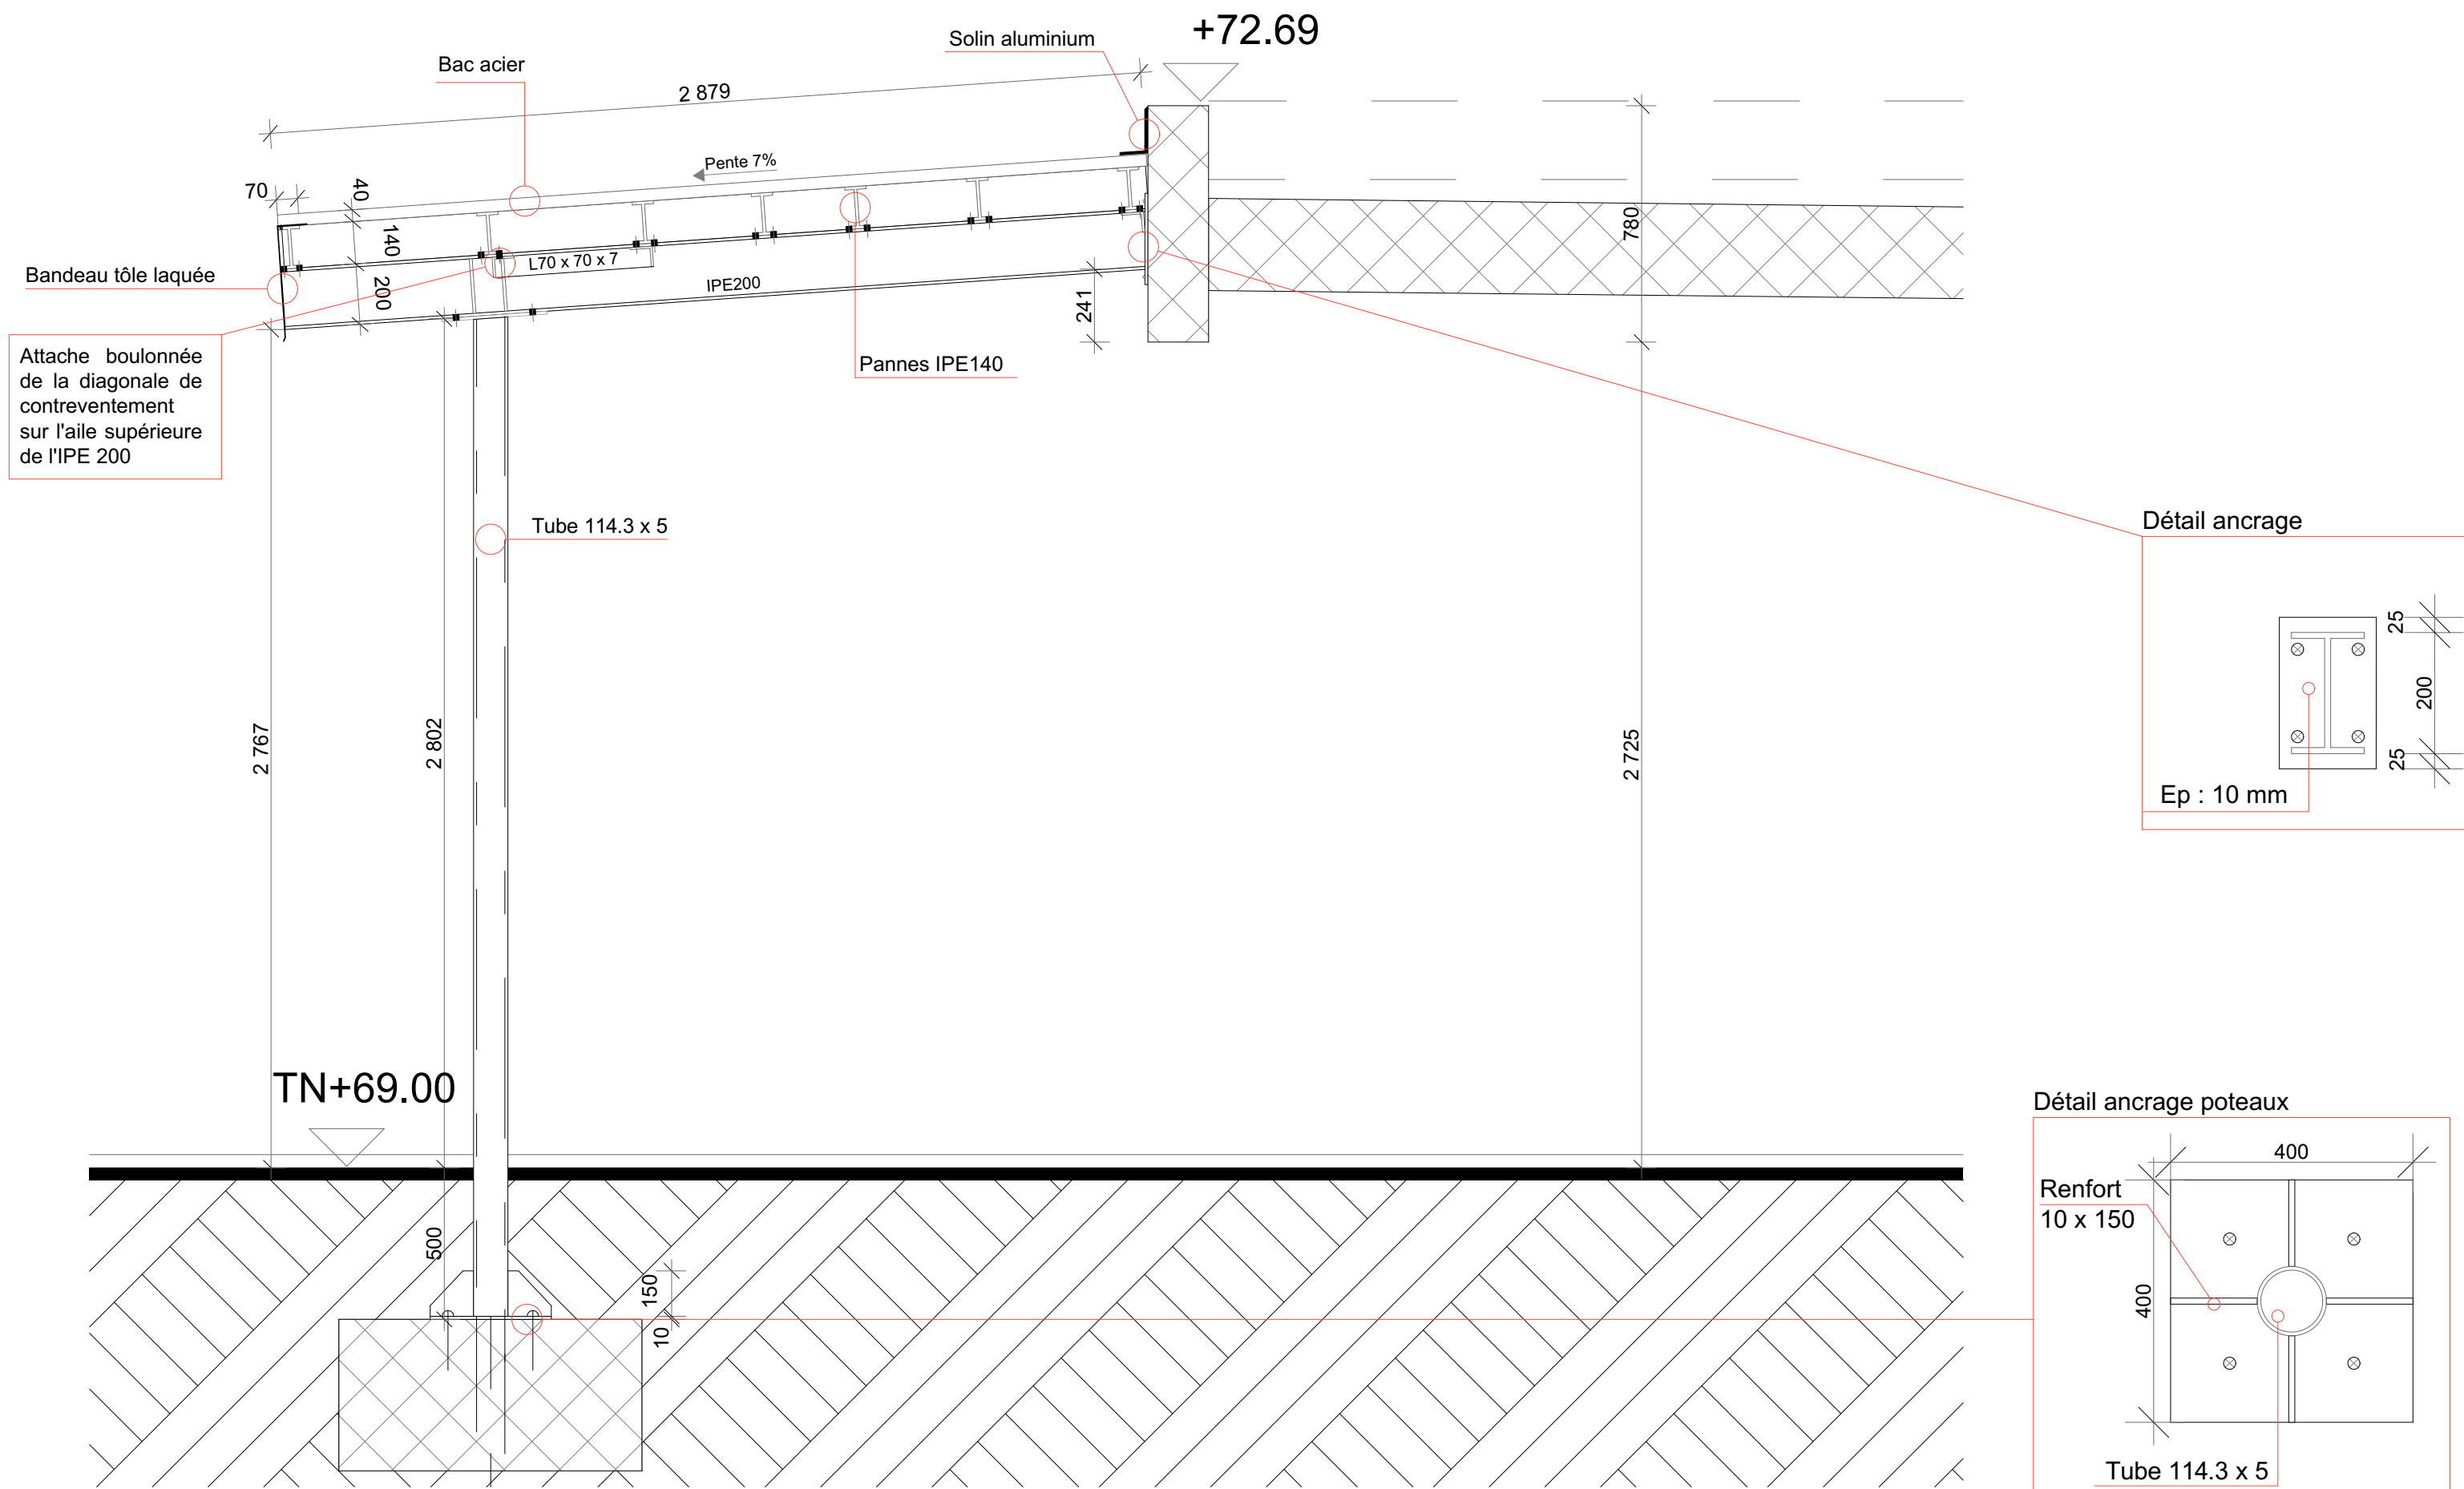 +72.69
Solin aluminium
Bac acier
2 879
Pente 7%
70
40
140
200
780
L70 x 70 x 7
IPE200
241
Bandeau tôle laquée
Attache boulonnée
de la diagonale de
contreventement
sur l'aile supérieure
de l'IPE 200
Pannes IPE140
Tube 114.3 x 5
Détail ancrage
25
200
25
Ep : 10 mm
2 767
2 802
2 725
TN+69.00
500
150
10
Détail ancrage poteaux
400
Renfort
10 x 150
400
Tube 114.3 x 5